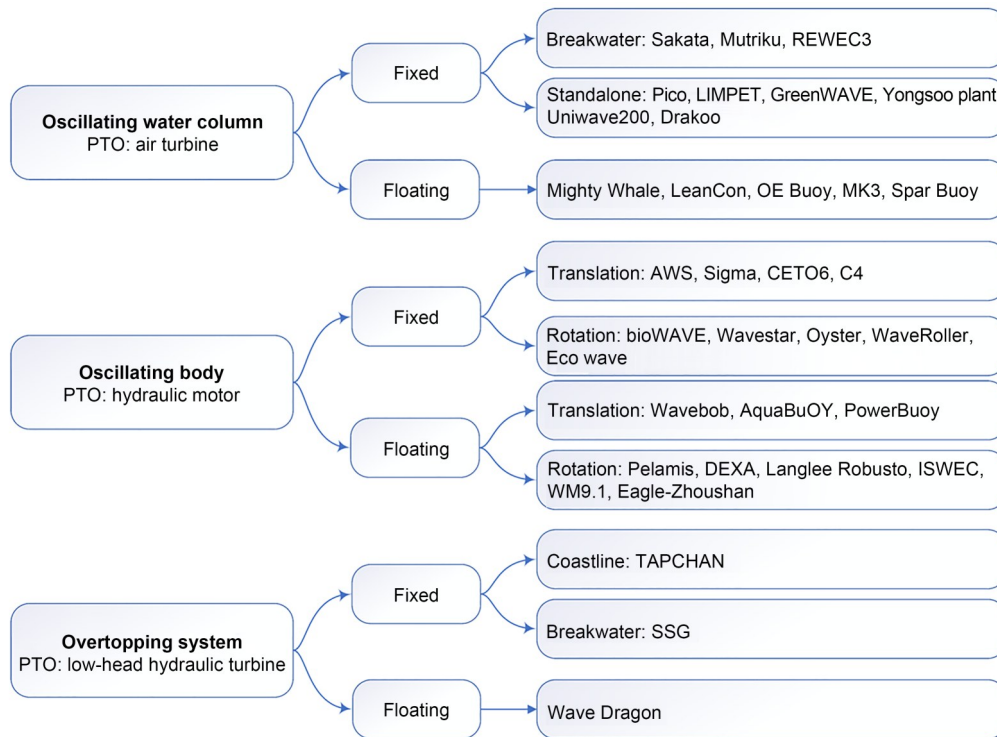 Oscillating water column
PTO: air turbine
Fixed
Breakwater: Sakata, Mutriku, REWEC3
Standalone: Pico, LIMPET, GreenWAVE, Yongsoo plant
Uniwave200, Drakoo
Floating
Mighty Whale, LeanCon, OE Buoy, MK3, Spar Buoy
Oscillating body
PTO: hydraulic motor
Fixed
Translation: AWS, Sigma, CETO6, C4
Rotation: bioWAVE, Wavestar, Oyster, WaveRoller,
Eco wave
Floating
Translation: Wavebob, AquaBuOY, PowerBuoy
Rotation: Pelamis, DEXA, Langlee Robusto, ISWEC,
WM9.1, Eagle-Zhoushan
Overtopping system
PTO: low-head hydraulic turbine
Fixed
Coastline: TAPCHAN
Breakwater: SSG
Floating
Wave Dragon